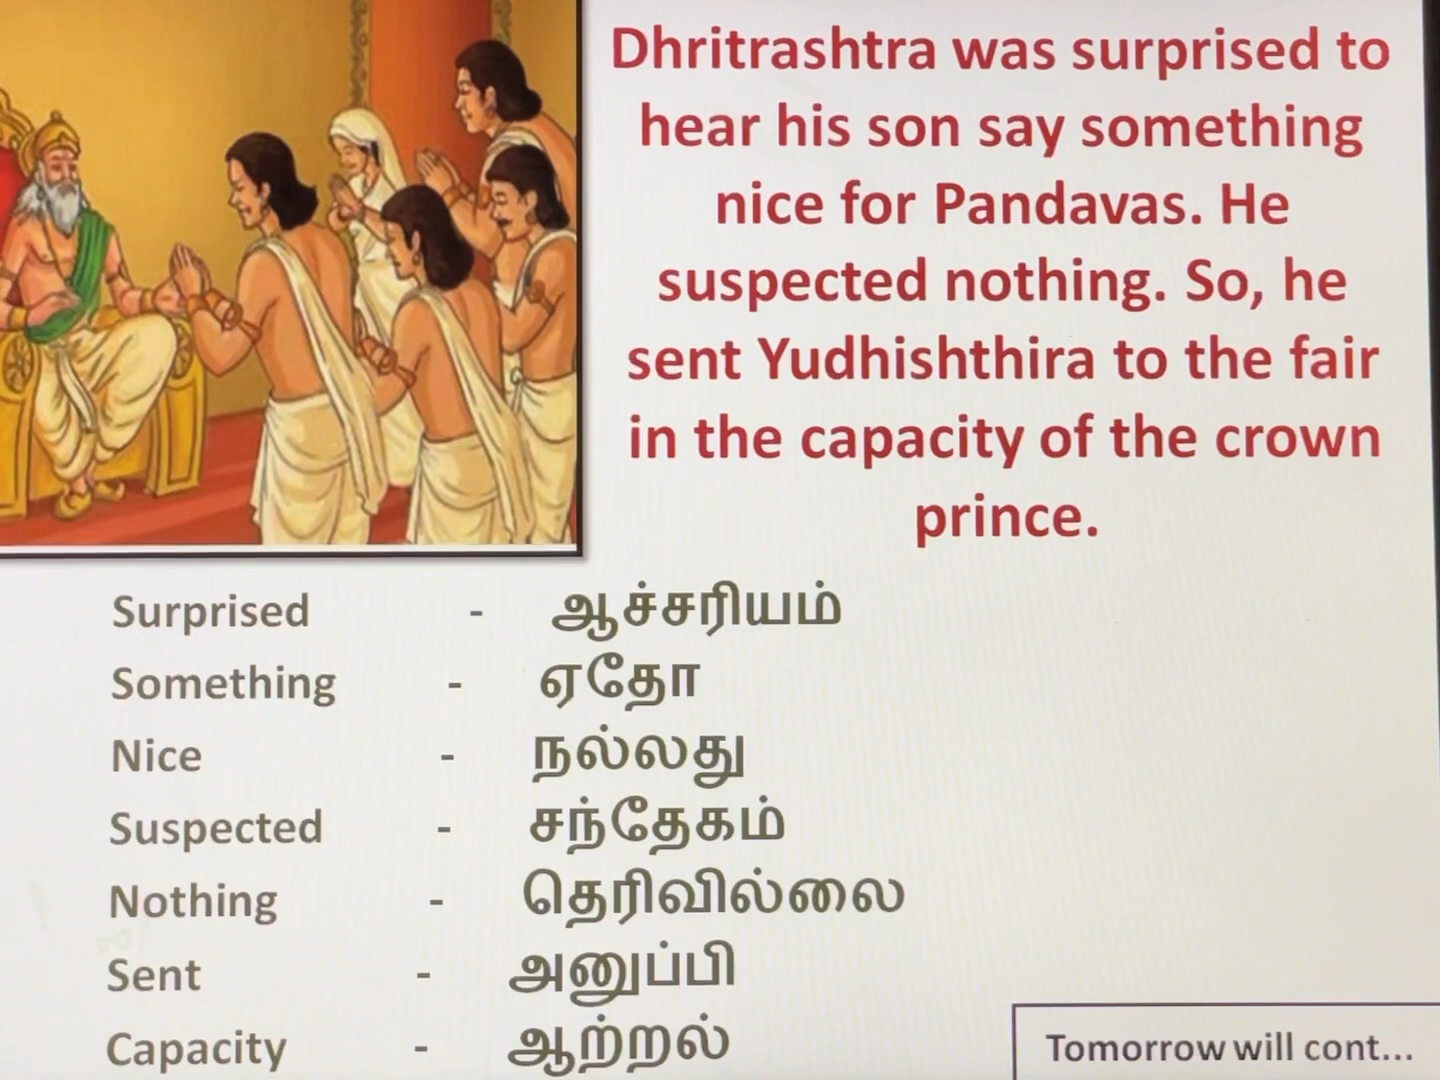 Dhritrashtra was surprised to
hear his son say something
nice for Pandavas. He
suspected nothing. So, he
sent Yudhishthira to the fair
in the capacity of the crown
prince.
Surprised - ஆச்சரியம்
Something - ஏதோ
Nice - நல்லது
Suspected - சந்தேகம்
Nothing - தெரிவில்லை
Sent - அனுப்பி
Capacity - ஆற்றல்
Tomorrow will cont...